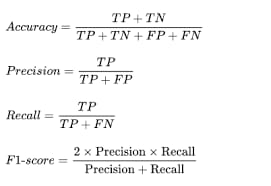 Accuracy = (TP + TN) / (TP + TN + FP + FN)
Precision = TP / (TP + FP)
Recall = TP / (TP + FN)
F1-score = (2 × Precision × Recall) / (Precision + Recall)